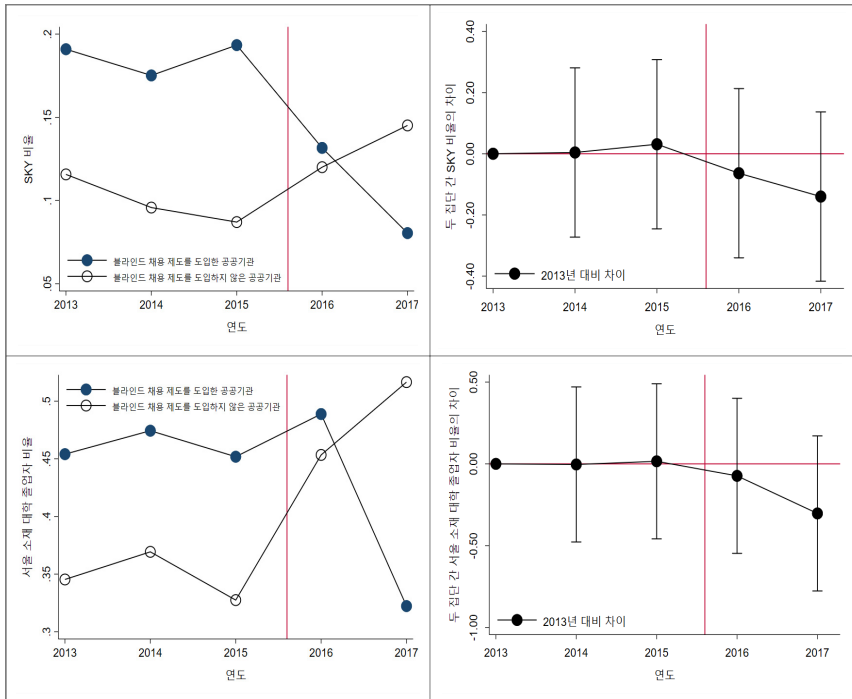 .2
.15
.1
.05
SKY 비율
블라인드 채용 제도를 도입한 공공기관
블라인드 채용 제도를 도입하지 않은 공공기관
2013 2014 2015 2016 2017
연도
0.40
0.20
0.00
-0.20
-0.40
두 집단 간 SKY 비율의 차이
2013년 대비 차이
2013 2014 2015 2016 2017
연도
.5
.45
.4
.35
.3
서울 소재 대학 졸업자 비율
블라인드 채용 제도를 도입한 공공기관
블라인드 채용 제도를 도입하지 않은 공공기관
2013 2014 2015 2016 2017
연도
0.50
0.00
-0.50
-1.00
두 집단 간 서울 소재 대학 졸업자 비율의 차이
2013년 대비 차이
2013 2014 2015 2016 2017
연도